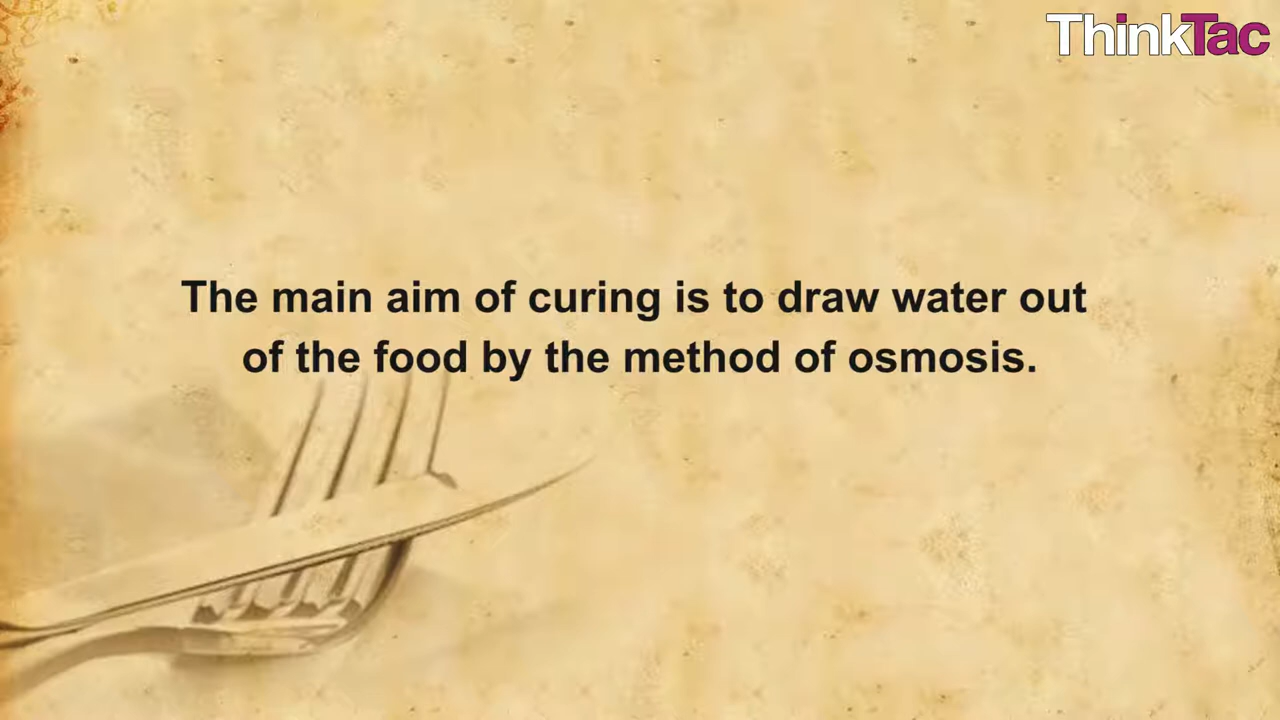 ThinkTac
The main aim of curing is to draw water out
of the food by the method of osmosis.